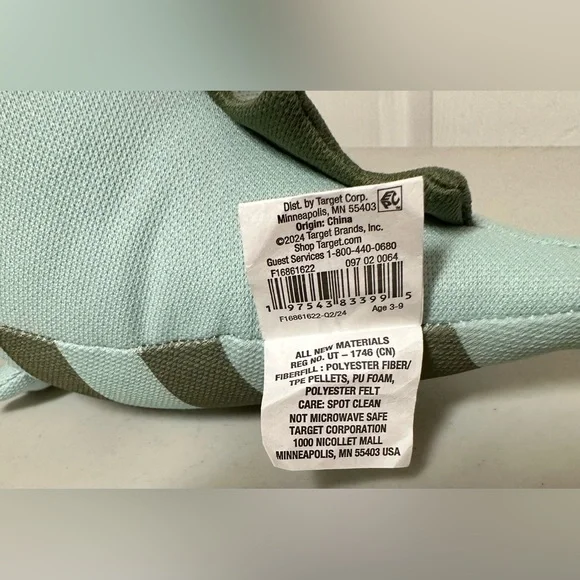 Dist. by Target Corp.
Minneapolis, MN 55403
Origin: China
©2024 Target Brands, Inc.
Shop Target.com
Guest Services 1-800-440-0680
F16861622 097 02 0064
1 97543 83399 5
F16861622-Q2/24 Age 3-9
ALL NEW MATERIALS
REG NO. UT - 1746 (CN)
FIBERFILL : POLYESTER FIBER/
TPE PELLETS, PU FOAM,
POLYESTER FELT
CARE: SPOT CLEAN
NOT MICROWAVE SAFE
TARGET CORPORATION
1000 NICOLLET MALL
MINNEAPOLIS, MN 55403 USA